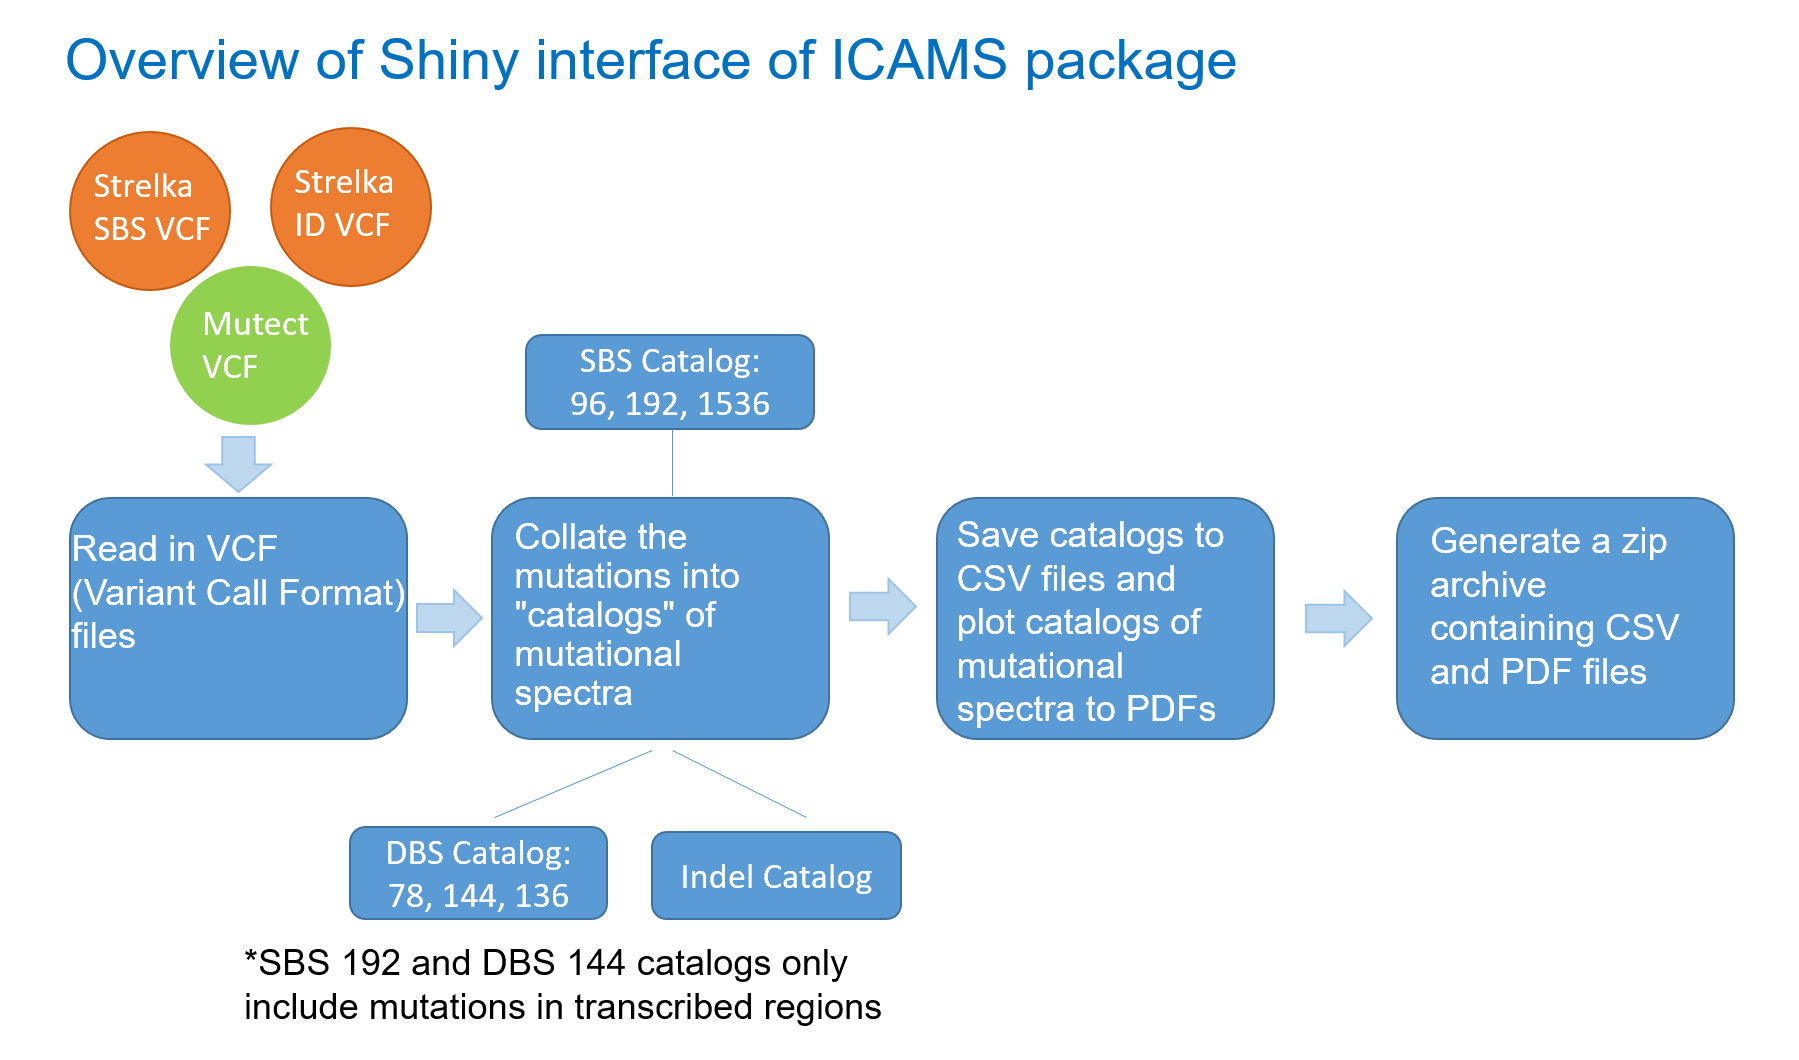 Overview of Shiny interface of ICAMS package
Strelka
SBS VCF
Strelka
ID VCF
Mutect
VCF
SBS Catalog:
96, 192, 1536
Read in VCF
(Variant Call Format)
files
Collate the
mutations into
"catalogs" of
mutational
spectra
Save catalogs to
CSV files and
plot catalogs of
mutational
spectra to PDFs
Generate a zip
archive
containing CSV
and PDF files
DBS Catalog:
78, 144, 136
Indel Catalog
*SBS 192 and DBS 144 catalogs only
include mutations in transcribed regions